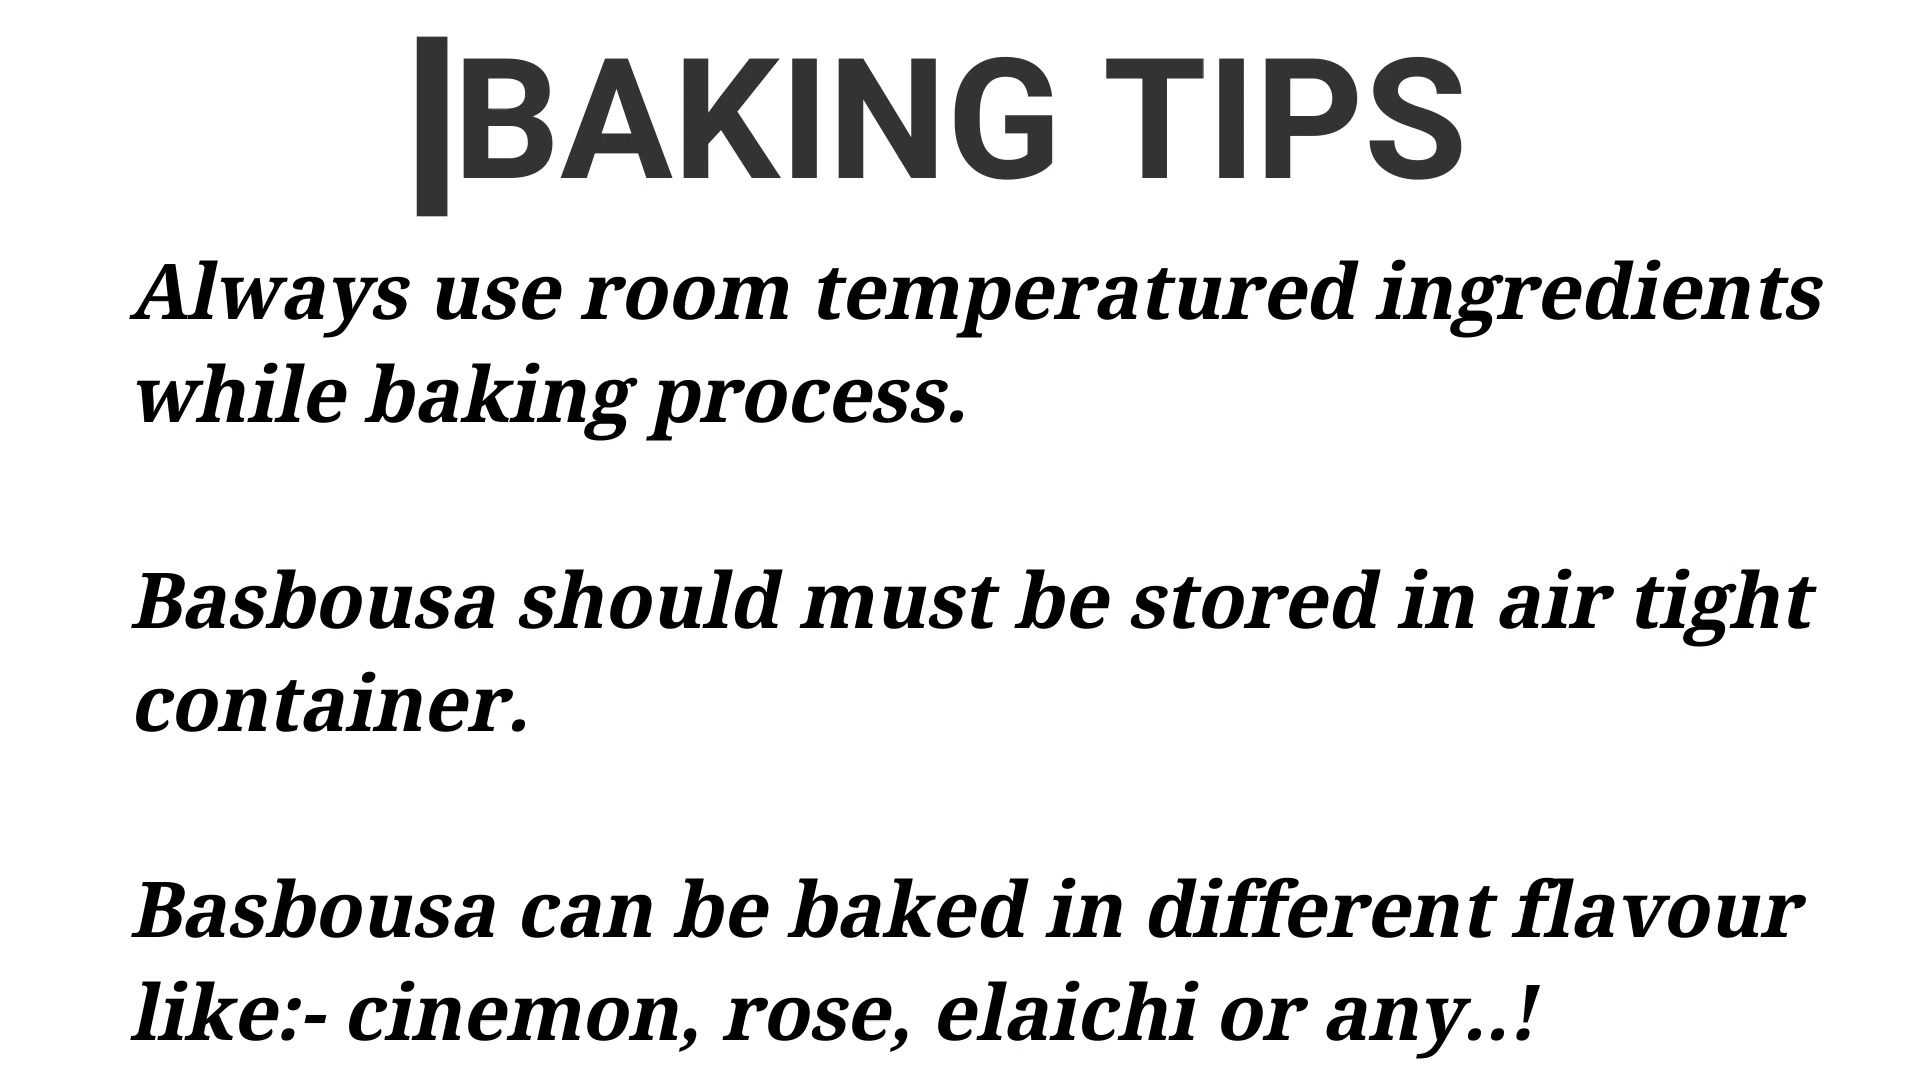 BAKING TIPS
Always use room temperatured ingredients
while baking process.
Basbousa should must be stored in air tight
container.
Basbousa can be baked in different flavour
like:- cinemon, rose, elaichi or any..!